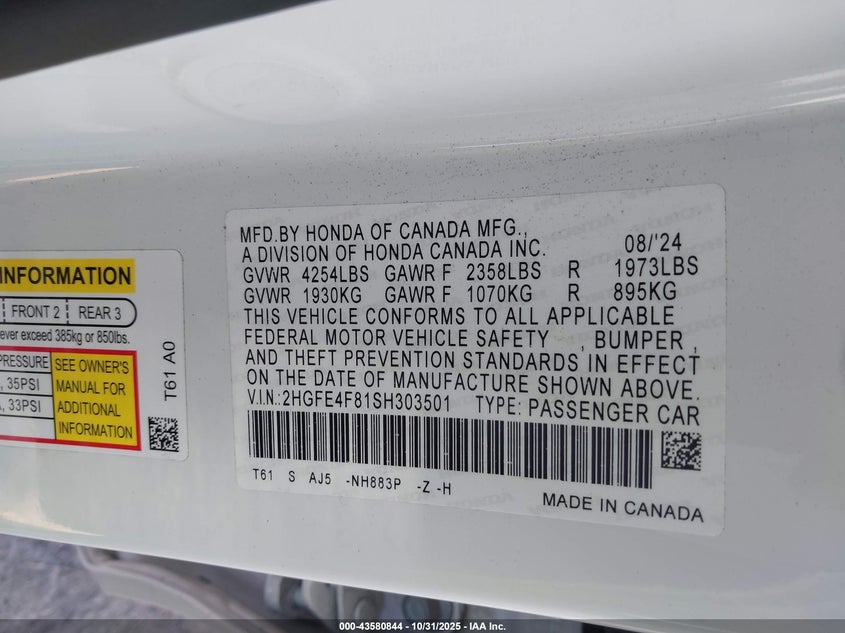 MFD.BY HONDA OF CANADA MFG.,
A DIVISION OF HONDA CANADA INC. 08/'24
GVWR 4254LBS GAWR F 2358LBS R 1973LBS
GVWR 1930KG GAWR F 1070KG R 895KG
THIS VEHICLE CONFORMS TO ALL APPLICABLE
FEDERAL MOTOR VEHICLE SAFETY , BUMPER ,
AND THEFT PREVENTION STANDARDS IN EFFECT
ON THE DATE OF MANUFACTURE SHOWN ABOVE.
V.I.N.:2HGFE4F81SH303501 TYPE:PASSENGER CAR
T61 S AJ5 -NH883P -Z -H
MADE IN CANADA
INFORMATION
FRONT 2 REAR 3
exceed 385kg or 850lbs.
PRESSURE
, 35PSI
, 33PSI
SEE OWNER'S
MANUAL FOR
ADDITIONAL
INFORMATION
T61 A0
000-43580844 - 10/31/2025 - IAA Inc.